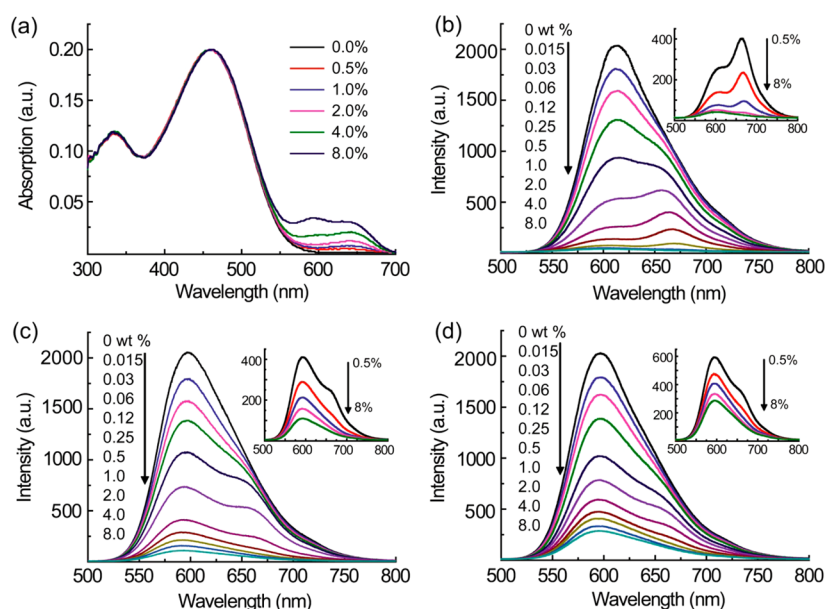 (a)
0.20
0.15
0.10
0.05
Absorption (a.u.)
0.0%
0.5%
1.0%
2.0%
4.0%
8.0%
300 400 500 600 700
Wavelength (nm)
(b)
2000
1500
1000
500
Intensity (a.u.)
0 wt %
0.015
0.03
0.06
0.12
0.25
0.5
1.0
2.0
4.0
8.0
400
200
0.5%
8%
500 600 700 800
500 550 600 650 700 750 800
Wavelength (nm)
(c)
2000
1500
1000
500
Intensity (a.u.)
0 wt %
0.015
0.03
0.06
0.12
0.25
0.5
1.0
2.0
4.0
8.0
400
200
0.5%
8%
500 600 700 800
500 550 600 650 700 750 800
Wavelength (nm)
(d)
2000
1500
1000
500
Intensity (a.u.)
0 wt %
0.015
0.03
0.06
0.12
0.25
0.5
1.0
2.0
4.0
8.0
600
400
200
0.5%
8%
500 600 700 800
500 550 600 650 700 750 800
Wavelength (nm)